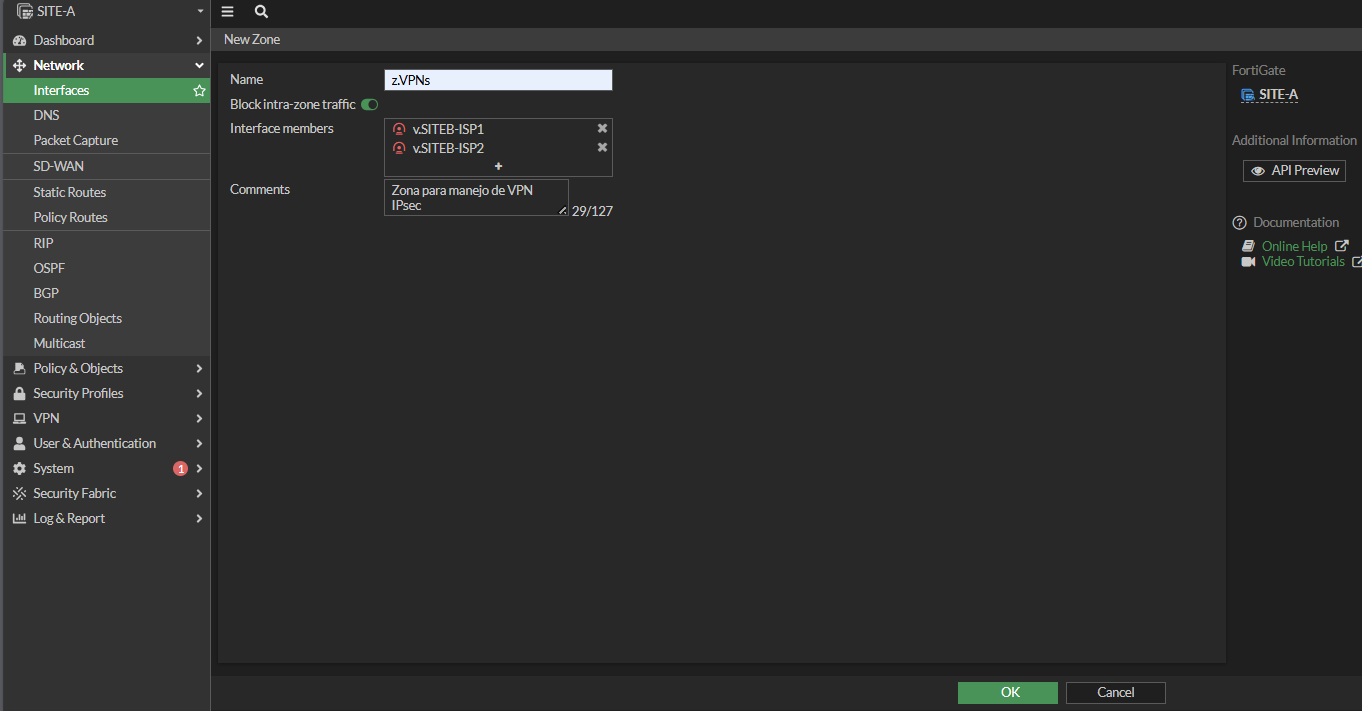 SITE-A
Dashboard
Network
Interfaces
DNS
Packet Capture
SD-WAN
Static Routes
Policy Routes
RIP
OSPF
BGP
Routing Objects
Multicast
Policy & Objects
Security Profiles
VPN
User & Authentication
System 1
Security Fabric
Log & Report
New Zone
Name z.VPNs
Block intra-zone traffic
Interface members v.SITEB-ISP1
v.SITEB-ISP2
Comments Zona para manejo de VPN
IPsec
29/127
OK Cancel
FortiGate
SITE-A
Additional Information
API Preview
Documentation
Online Help
Video Tutorials